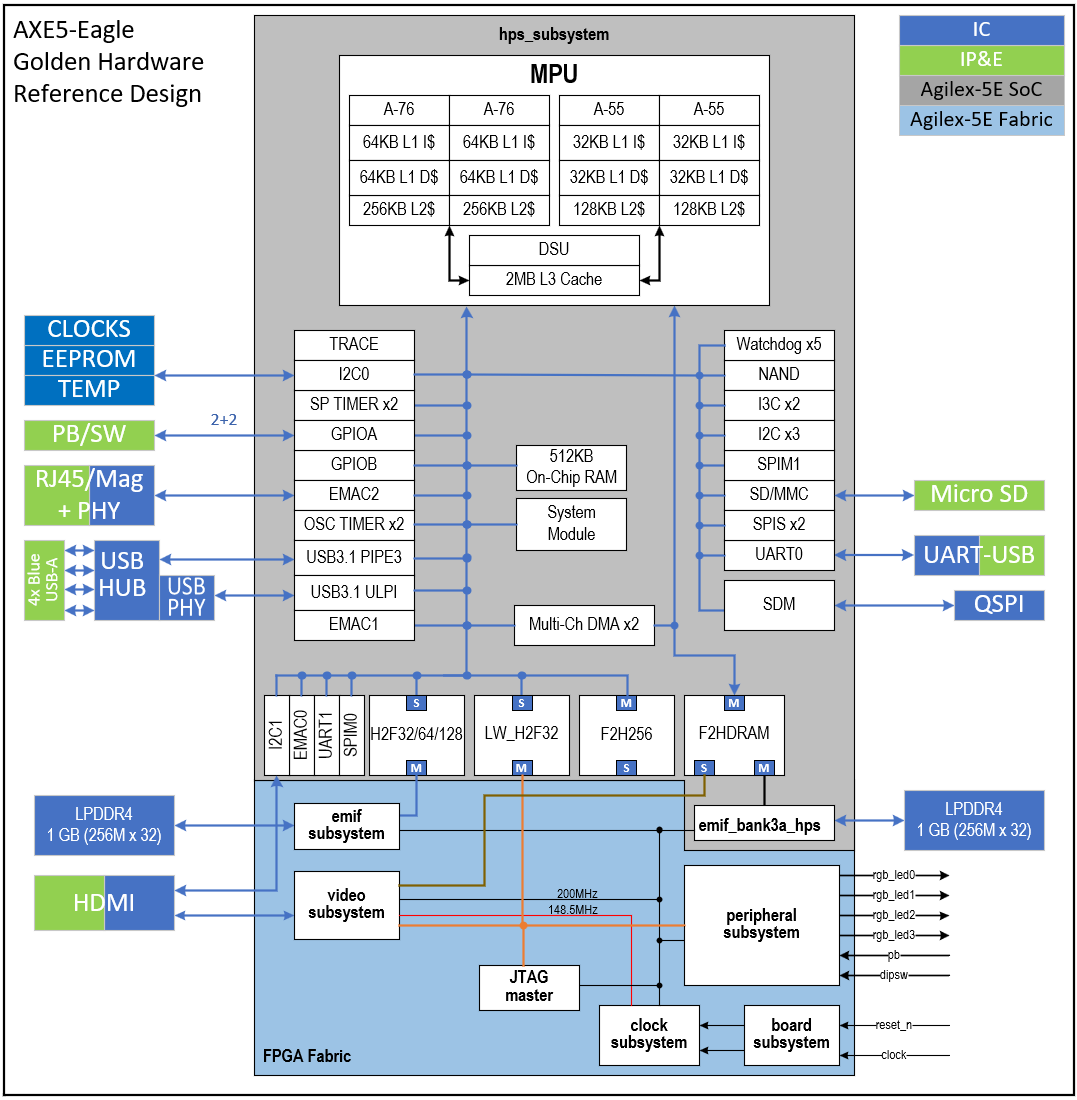 AXE5-Eagle
Golden Hardware
Reference Design
hps_subsystem
IC
IP&E
Agilex-5E SoC
Agilex-5E Fabric
MPU
A-76
A-76
A-55
A-55
64KB L1 I$
64KB L1 I$
32KB L1 I$
32KB L1 I$
64KB L1 D$
64KB L1 D$
32KB L1 D$
32KB L1 D$
256KB L2$
256KB L2$
128KB L2$
128KB L2$
DSU
2MB L3 Cache
CLOCKS
EEPROM
TEMP
2+2
PB/SW
RJ45/Mag
+ PHY
4x Blue
USB-A
USB
HUB
USB
PHY
TRACE
I2C0
SP TIMER x2
GPIOA
GPIOB
EMAC2
OSC TIMER x2
USB3.1 PIPE3
USB3.1 ULPI
EMAC1
512KB
On-Chip RAM
System
Module
Multi-Ch DMA x2
Watchdog x5
NAND
I3C x2
I2C x3
SPIM1
SD/MMC
SPIS x2
UART0
SDM
Micro SD
UART-USB
QSPI
I2C1
EMAC0
UART1
SPIM0
S
H2F32/64/128
M
S
LW_H2F32
M
M
F2H256
S
M
F2HDRAM
S
M
LPDDR4
1 GB (256M x 32)
HDMI
emif
subsystem
emif_bank3a_hps
LPDDR4
1 GB (256M x 32)
video
subsystem
200MHz
148.5MHz
peripheral
subsystem
rgb_led0
rgb_led1
rgb_led2
rgb_led3
pb
dipsw
JTAG
master
clock
subsystem
board
subsystem
reset_n
clock
FPGA Fabric